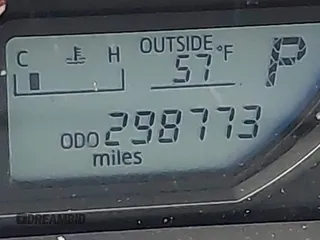 C H OUTSIDE
57 °F P
ODO 298773
miles
DREAMBID